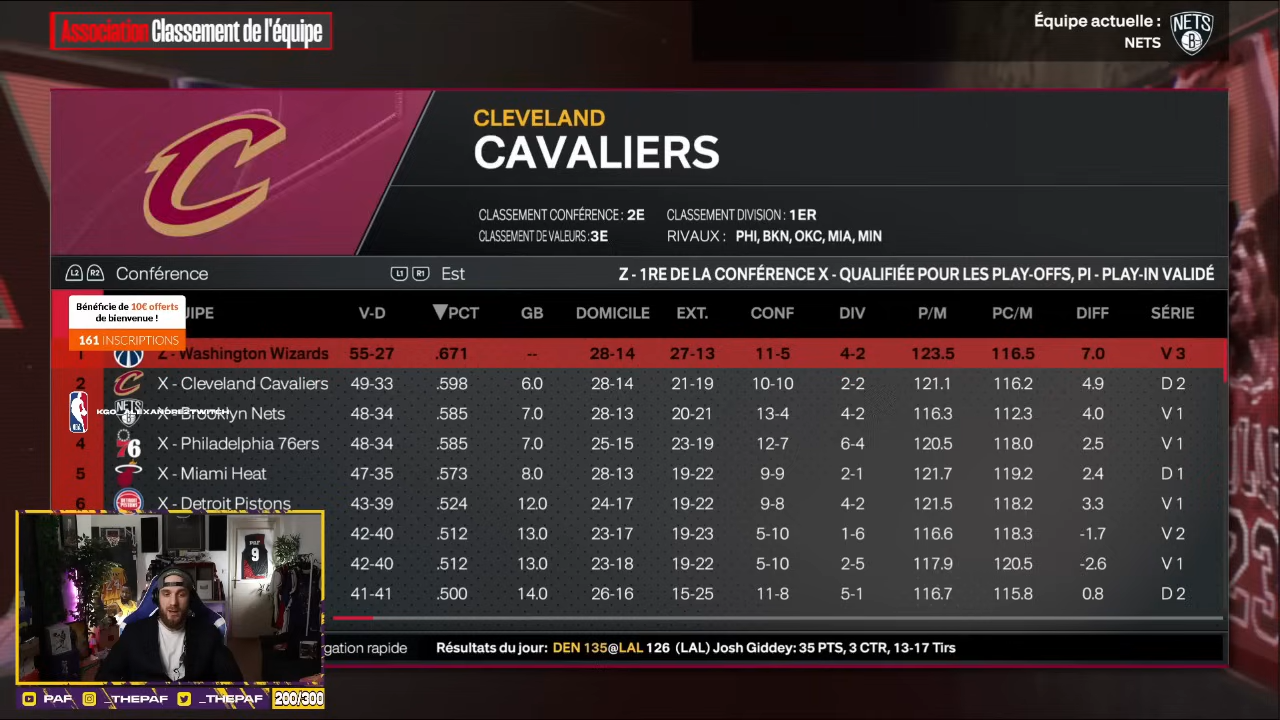 Association Classement de l'équipe
Équipe actuelle :
NETS
NETS
B
CLEVELAND
CAVALIERS
CLASSEMENT CONFÉRENCE : 2E CLASSEMENT DIVISION : 1ER
CLASSEMENT DE VALEURS : 3E RIVAUX : PHI, BKN, OKC, MIA, MIN
L2 R2 Conférence L1 R1 Est Z - 1RE DE LA CONFÉRENCE X - QUALIFIÉE POUR LES PLAY-OFFS, PI - PLAY-IN VALIDÉ
Bénéficie de 10€ offerts
de bienvenue !
161 INSCRIPTIONS
UIPE V-D PCT GB DOMICILE EXT. CONF DIV P/M PC/M DIFF SÉRIE
1 Z - Washington Wizards 55-27 .671 -- 28-14 27-13 11-5 4-2 123.5 116.5 7.0 V 3
2 X - Cleveland Cavaliers 49-33 .598 6.0 28-14 21-19 10-10 2-2 121.1 116.2 4.9 D 2
X - Brooklyn Nets 48-34 .585 7.0 28-13 20-21 13-4 4-2 116.3 112.3 4.0 V 1
4 X - Philadelphia 76ers 48-34 .585 7.0 25-15 23-19 12-7 6-4 120.5 118.0 2.5 V 1
5 X - Miami Heat 47-35 .573 8.0 28-13 19-22 9-9 2-1 121.7 119.2 2.4 D 1
6 X - Detroit Pistons 43-39 .524 12.0 24-17 19-22 9-8 4-2 121.5 118.2 3.3 V 1
42-40 .512 13.0 23-17 19-23 5-10 1-6 116.6 118.3 -1.7 V 2
42-40 .512 13.0 23-18 19-22 5-10 2-5 117.9 120.5 -2.6 V 1
41-41 .500 14.0 26-16 15-25 11-8 5-1 116.7 115.8 0.8 D 2
gation rapide Résultats du jour: DEN 135@LAL 126 (LAL) Josh Giddey: 35 PTS, 3 CTR, 13-17 Tirs
PAF _THEPAF _THEPAF 200/300
9
23